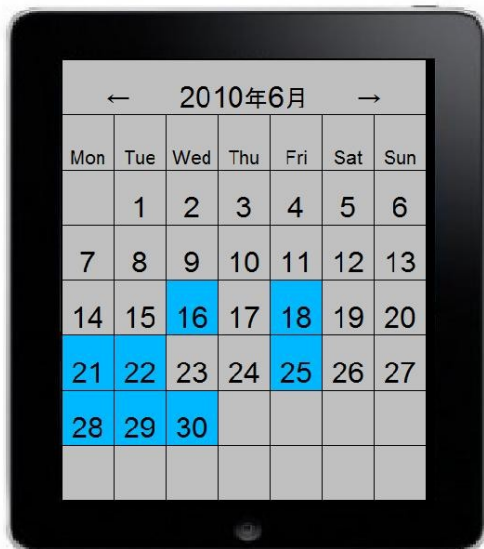 ← 2010年6月 →
Mon Tue Wed Thu Fri Sat Sun
1 2 3 4 5 6
7 8 9 10 11 12 13
14 15 16 17 18 19 20
21 22 23 24 25 26 27
28 29 30